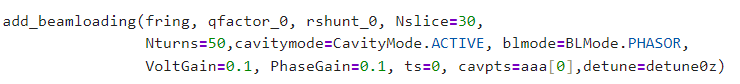 add_beamloading(fring, qfactor_0, rshunt_0, Nslice=30,
Nturns=50,cavitymode=CavityMode.ACTIVE, blmode=BLMode.PHASOR,
VoltGain=0.1, PhaseGain=0.1, ts=0, cavpts=aaa[0],detune=detune0z)